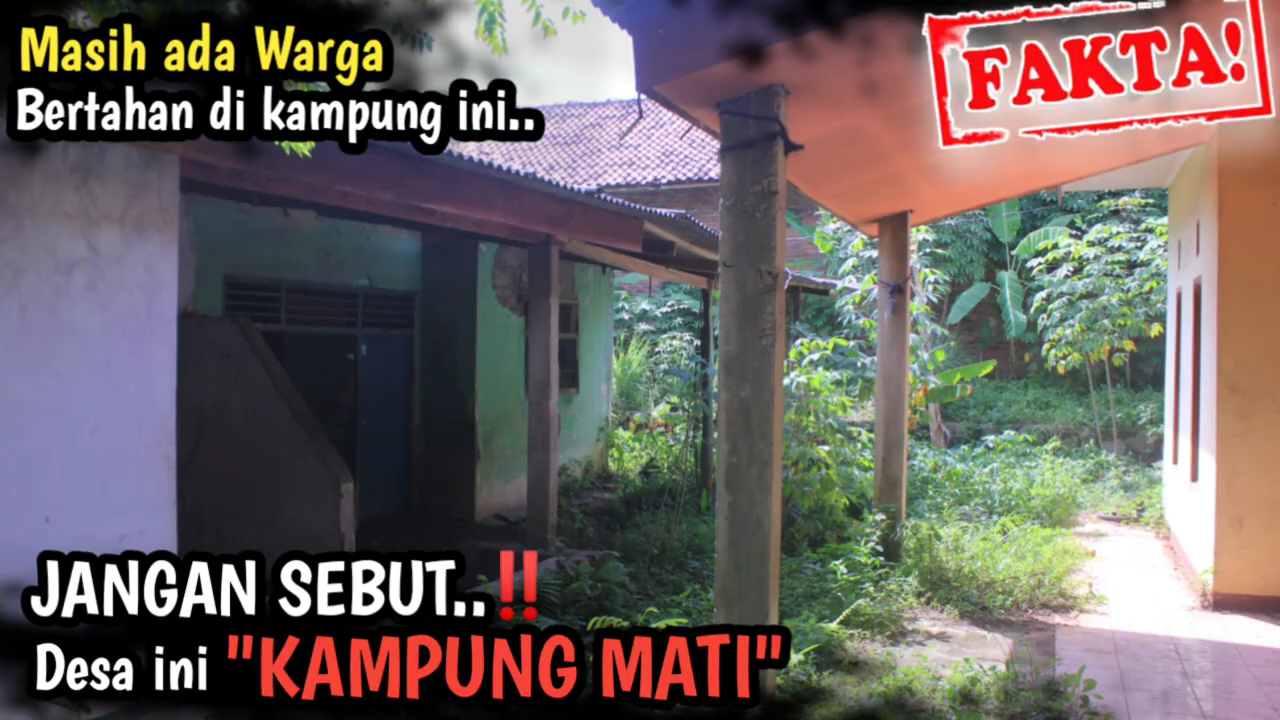 Masih ada Warga
Bertahan di kampung ini..
FAKTA!
JANGAN SEBUT..‼
Desa ini "KAMPUNG MATI"